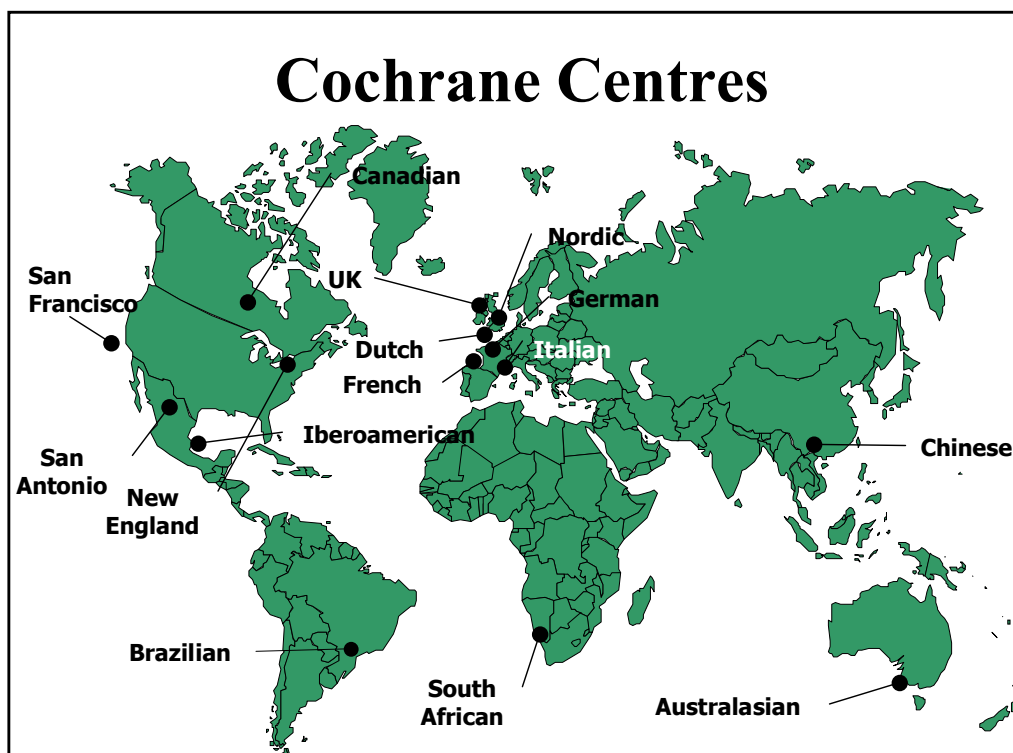 Cochrane Centres
Canadian
Nordic
San
Francisco
UK
German
Dutch
Italian
French
Iberoamerican
Chinese
San
Antonio
New
England
Brazilian
South
African
Australasian